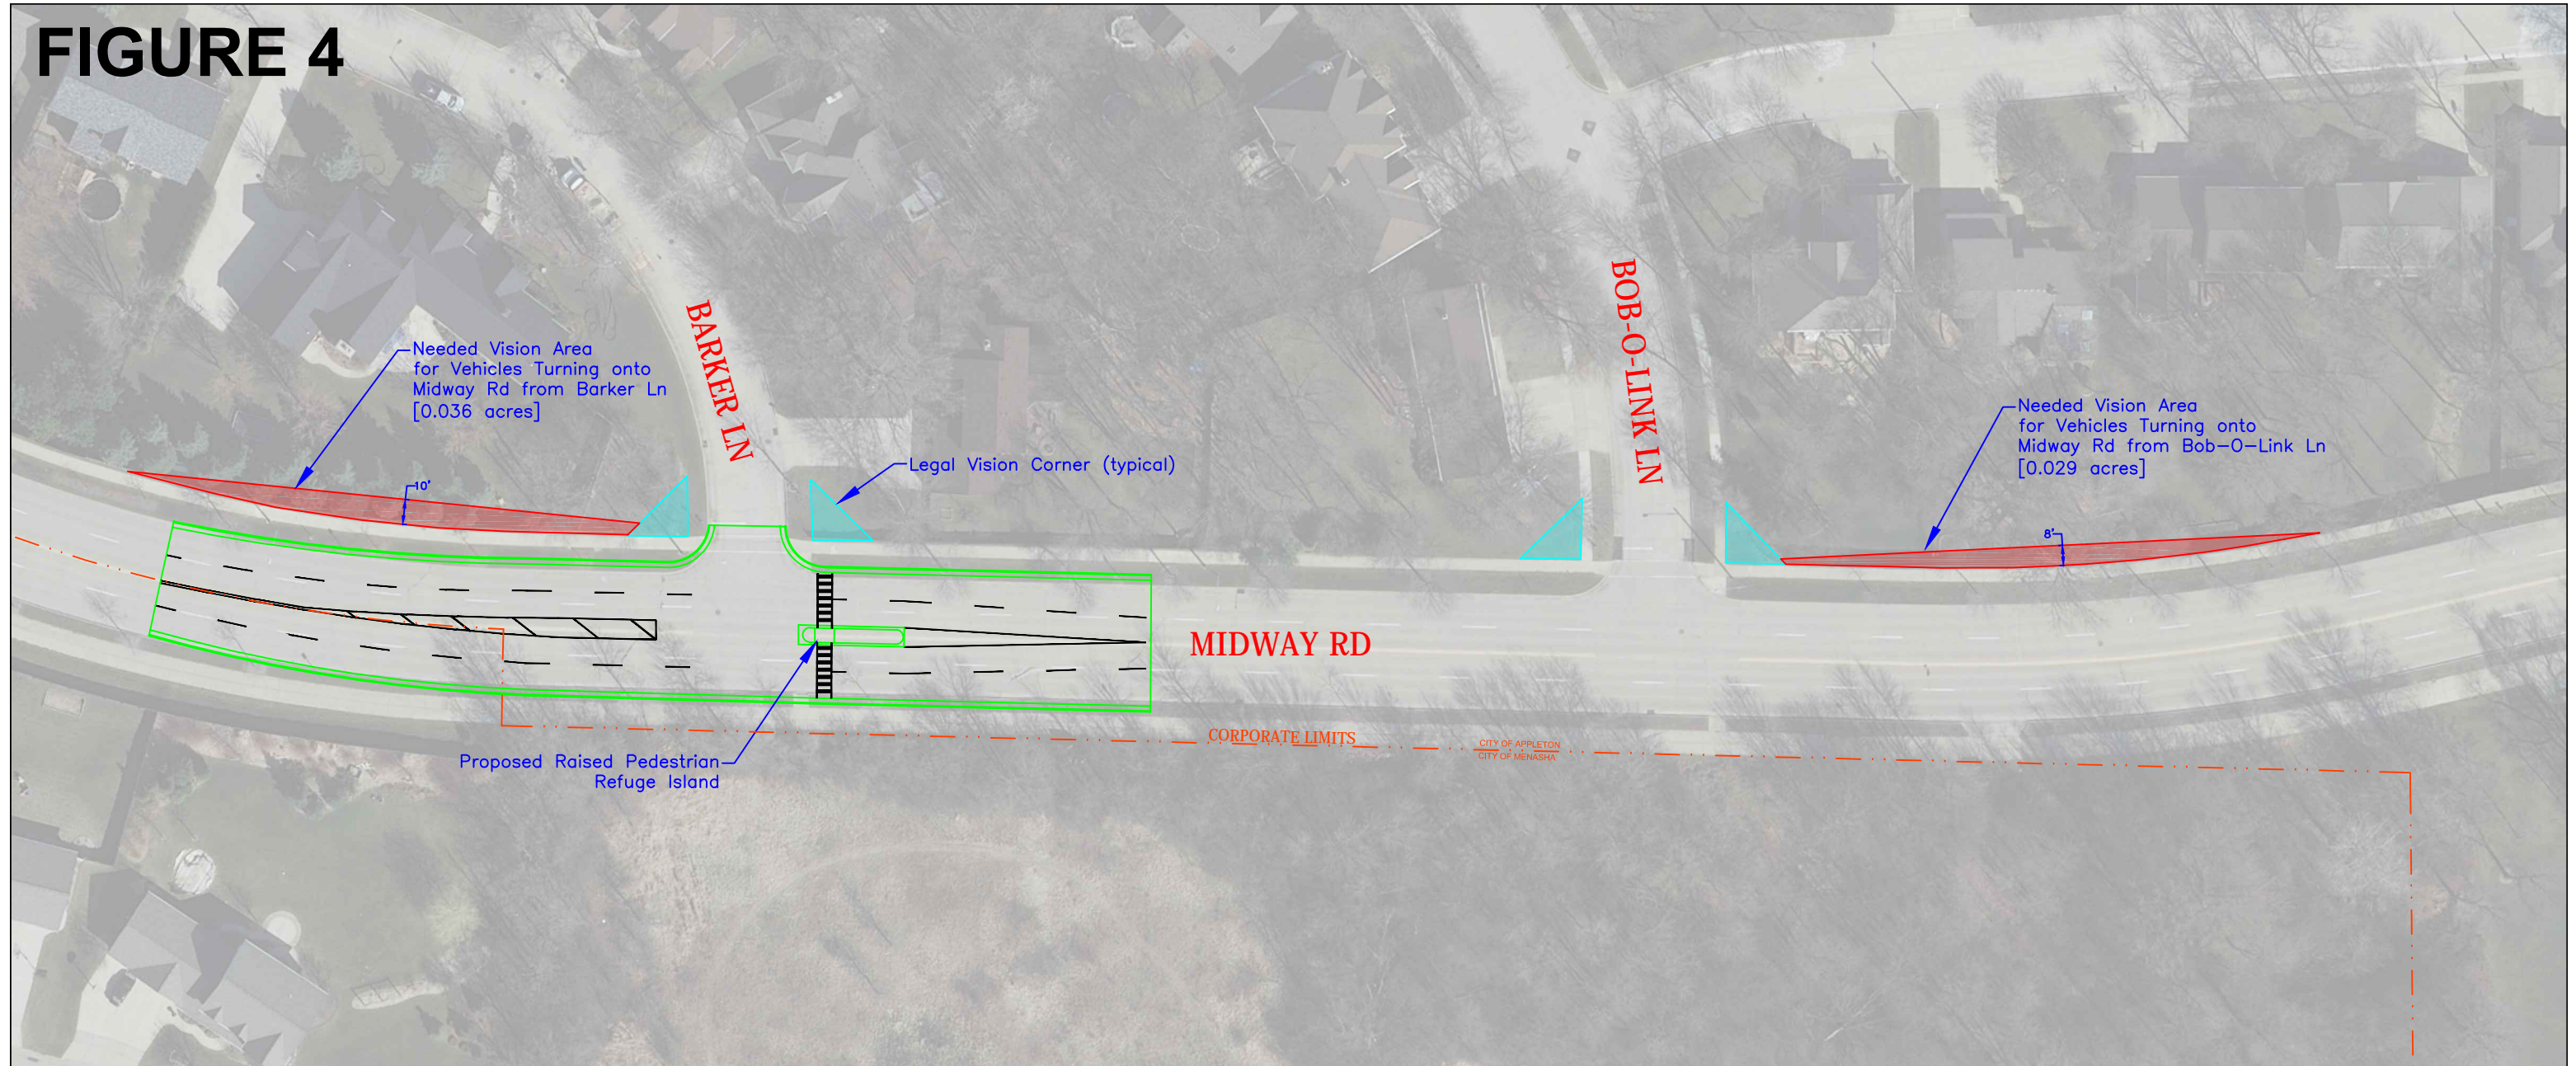 FIGURE 4
BARKER LN
BOB-O-LINK LN
Needed Vision Area
for Vehicles Turning onto
Midway Rd from Barker Ln
[0.036 acres]
10'
Legal Vision Corner (typical)
Needed Vision Area
for Vehicles Turning onto
Midway Rd from Bob-O-Link Ln
[0.029 acres]
8'
MIDWAY RD
Proposed Raised Pedestrian
Refuge Island
CORPORATE LIMITS
CITY OF APPLETON
CITY OF MENASHA